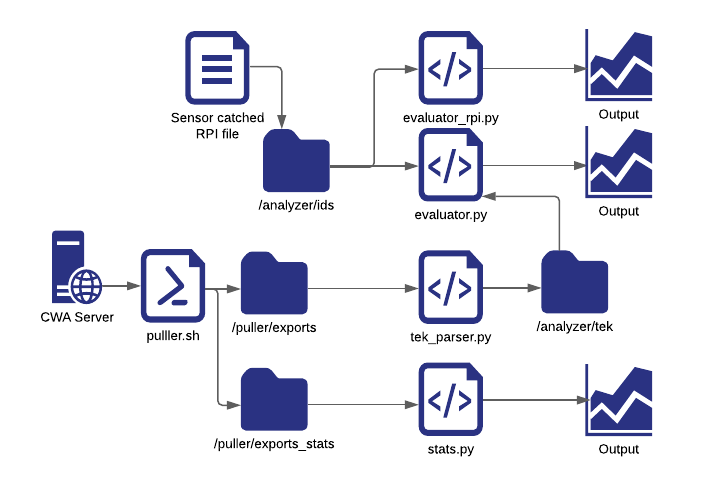 Sensor catched
RPI file
evaluator_rpi.py
Output
/analyzer/ids
evaluator.py
Output
CWA Server
pulller.sh
/puller/exports
tek_parser.py
/analyzer/tek
/puller/exports_stats
stats.py
Output